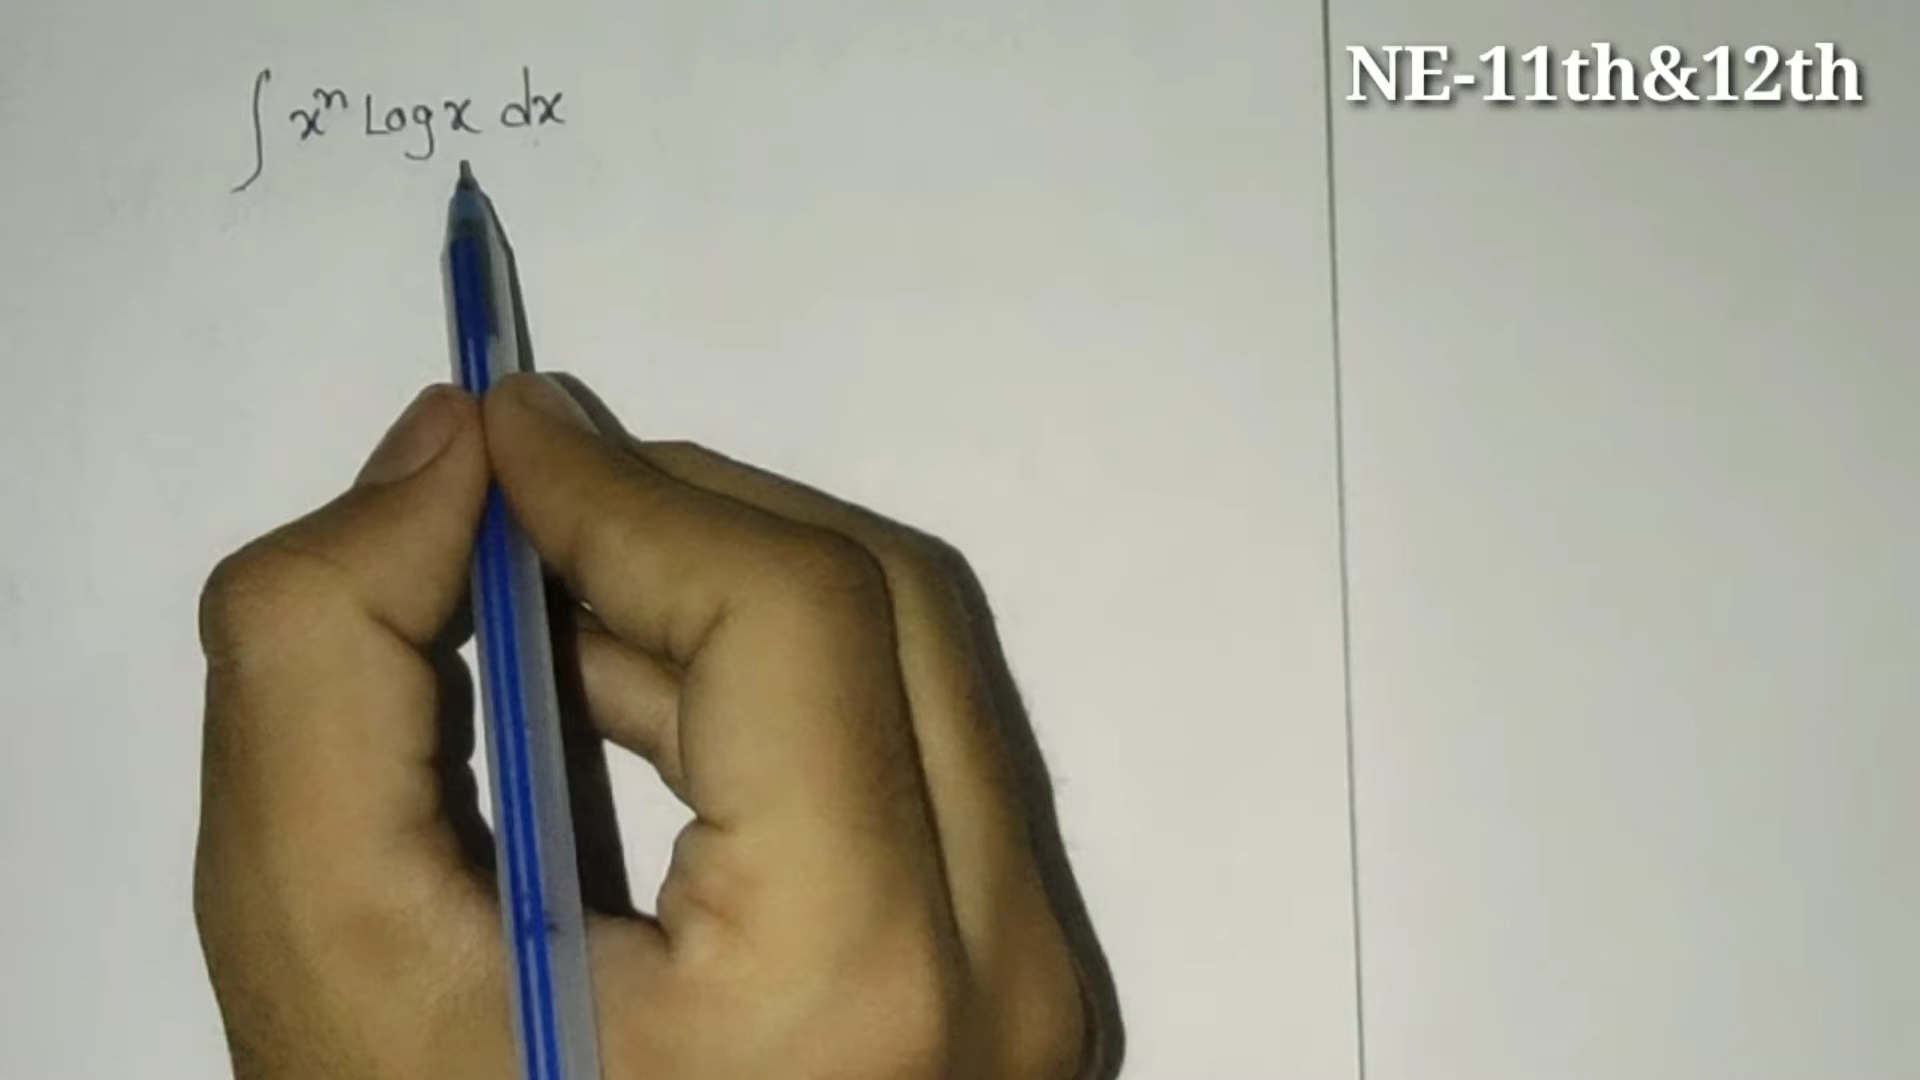 ∫ xⁿ Log x dx
NE-11th&12th